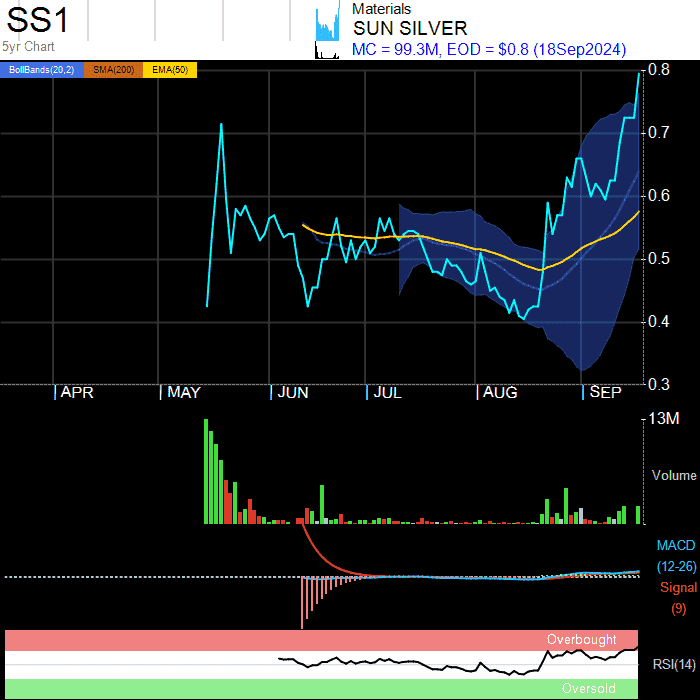 SS1
5yr Chart
Materials
SUN SILVER
MC = 99.3M, EOD = $0.8 (18Sep2024)
BollBands(20,2) SMA(200) EMA(50)
0.8
0.7
0.6
0.5
0.4
0.3
APR MAY JUN JUL AUG SEP
13M
Volume
MACD
(12-26)
Signal
(9)
Overbought
RSI(14)
Oversold